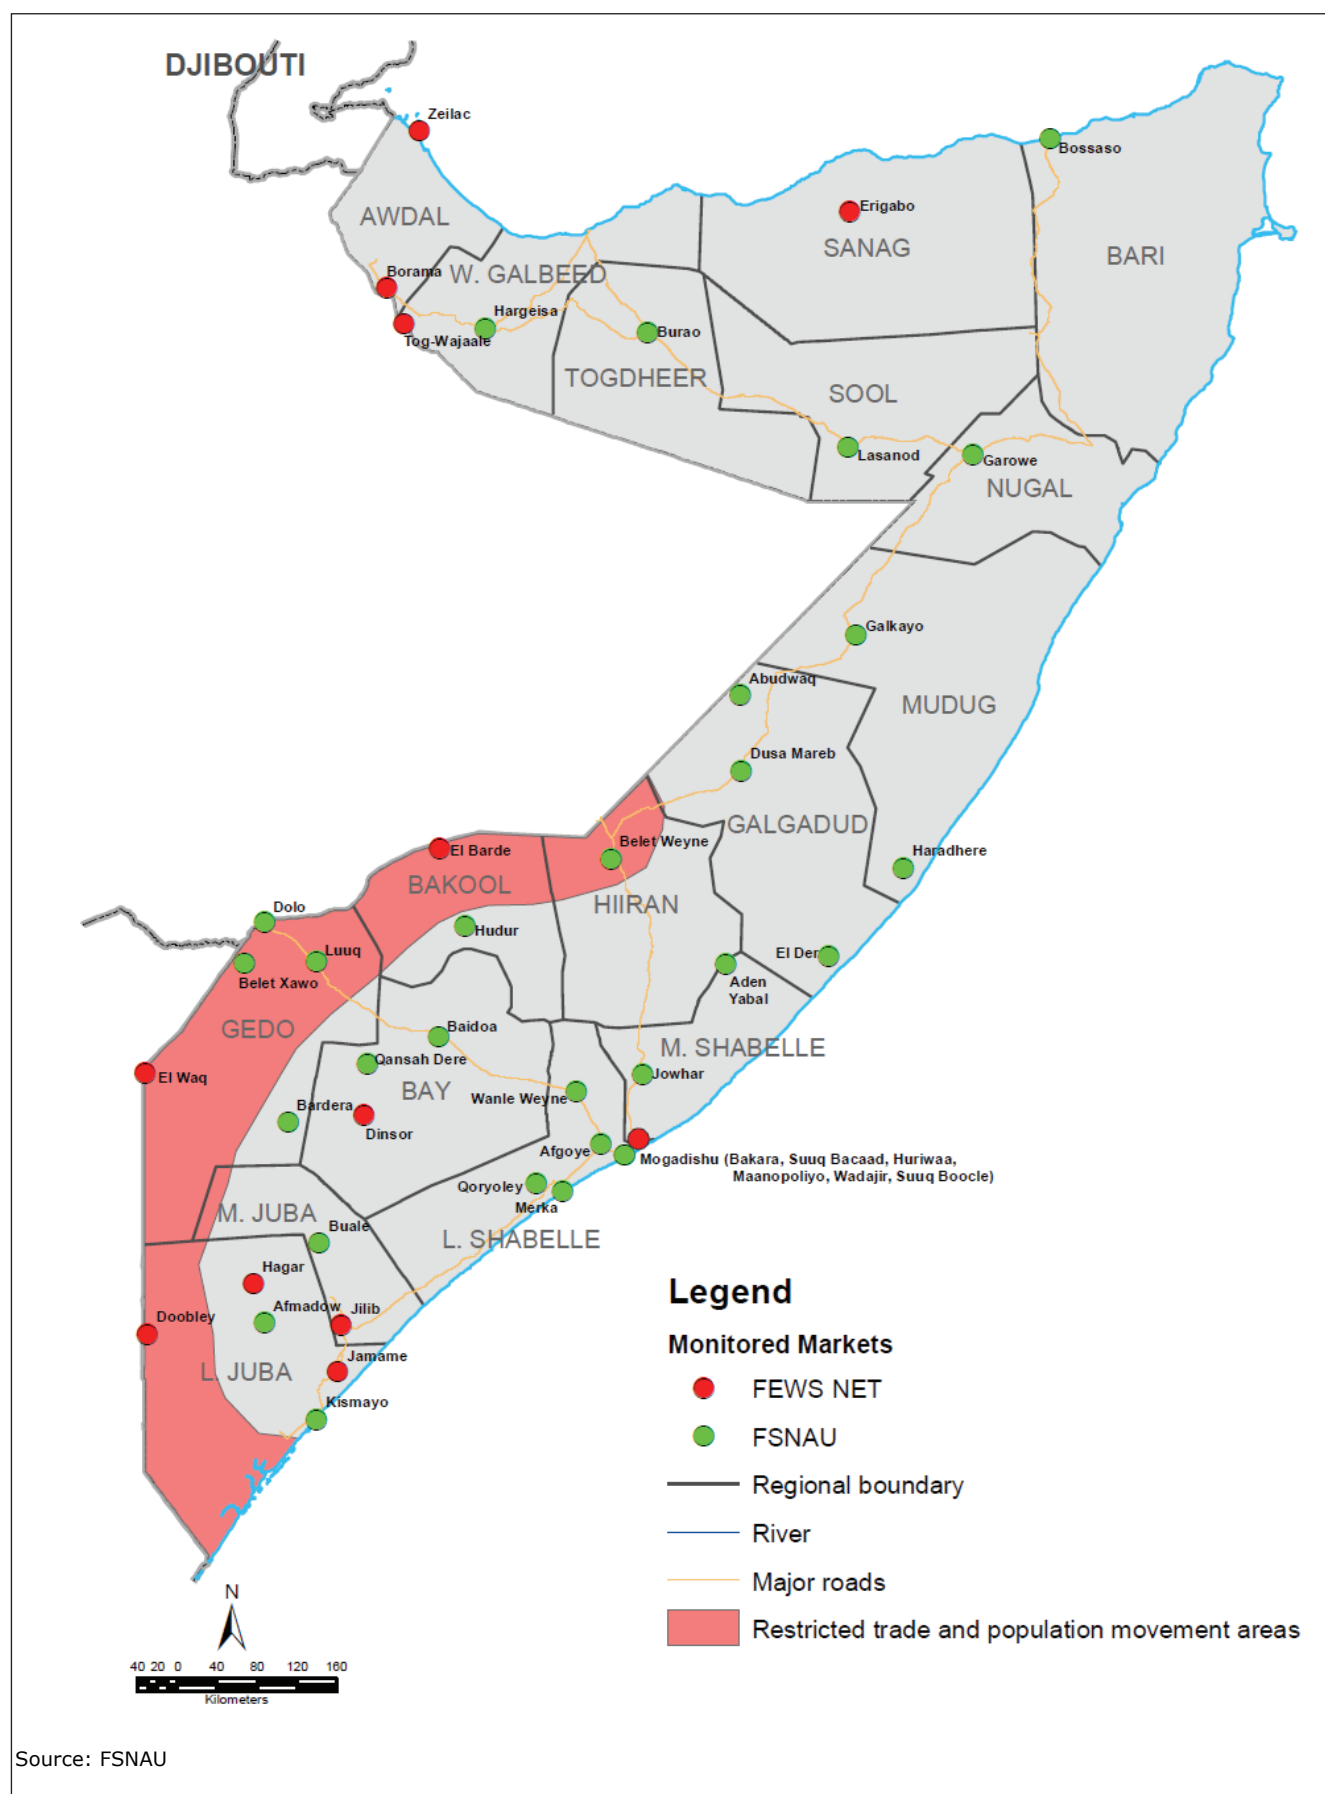 DJIBOUTI
Zeilac
Bossaso
AWDAL
Erigabo
SANAG
BARI
Borama
W. GALBEED
Hargeisa
Tog-Wajaale
Burao
TOGDHEER
SOOL
Lasanod
Garowe
NUGAL
Galkayo
Abudwaq
MUDUG
Dusa Mareb
GALGADUD
Belet Weyne
El Barde
Haradhere
BAKOOL
HIIRAN
Dolo
Hudur
Luuq
El Der
Belet Xawo
Aden
Yabal
GEDO
Baidoa
M. SHABELLE
Qansah Dere
El Waq
Jowhar
BAY
Wanle Weyne
Bardera
Dinsor
Afgoye
Mogadishu (Bakara, Suuq Bacaad, Huriwaa,
Maanopoliyo, Wadajir, Suuq Boocle)
Qoryoley
Merka
M. JUBA
Buale
L. SHABELLE
Hagar
Afmadow
Jilib
Doobley
Jamame
L. JUBA
Kismayo
Legend
Monitored Markets
FEWS NET
FSNAU
Regional boundary
River
Major roads
Restricted trade and population movement areas
N
40 20 0 40 80 120 160
Kilometers
Source: FSNAU